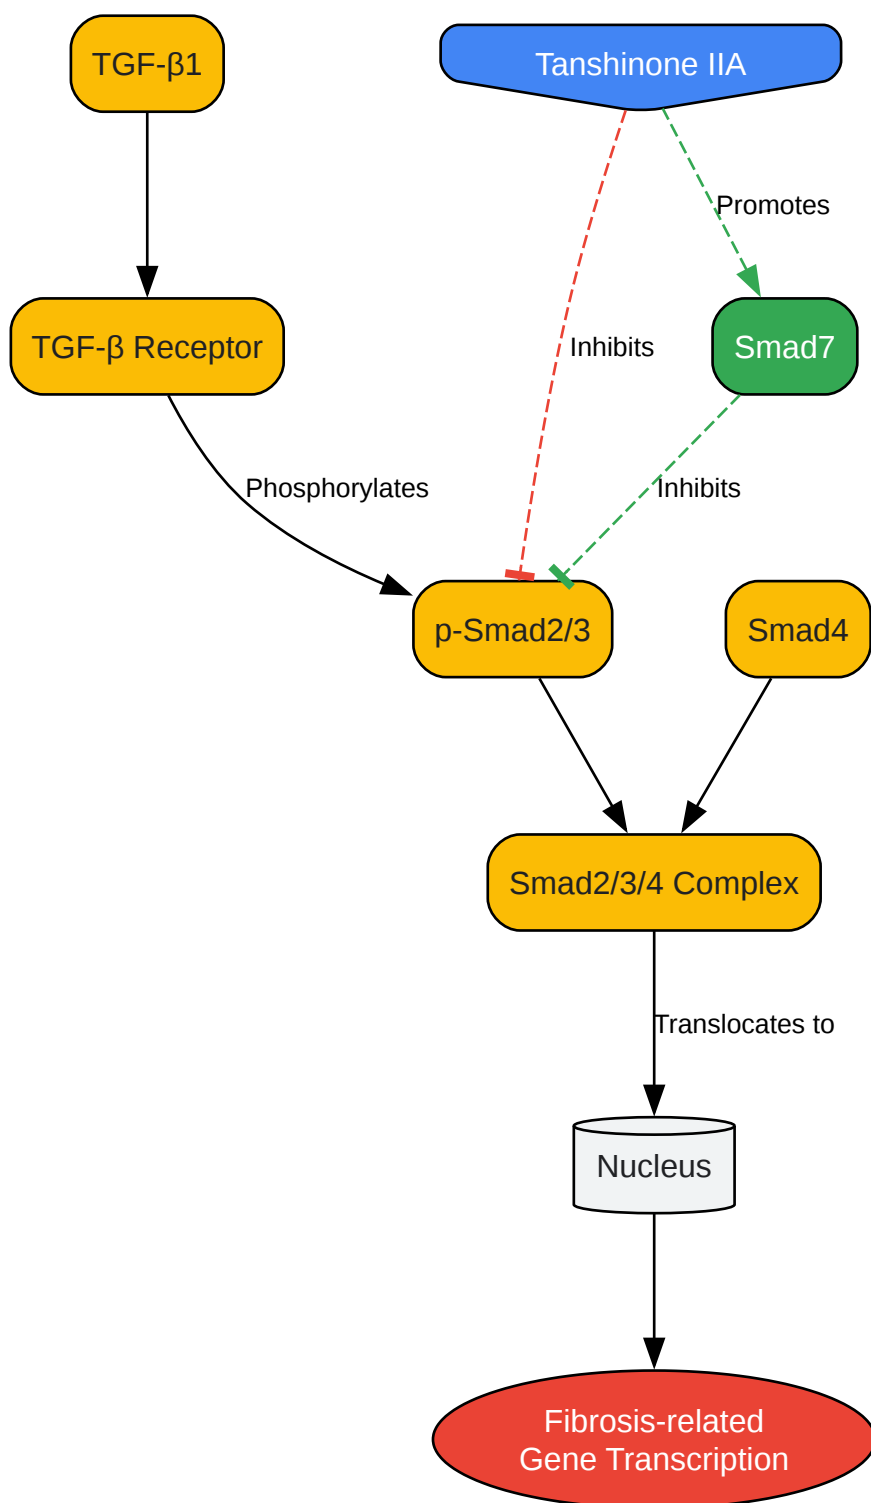 TGF-β1
Tanshinone IIA
Promotes
TGF-β Receptor
Inhibits
Smad7
Phosphorylates
Inhibits
p-Smad2/3
Smad4
Smad2/3/4 Complex
Translocates to
Nucleus
Fibrosis-related
Gene Transcription